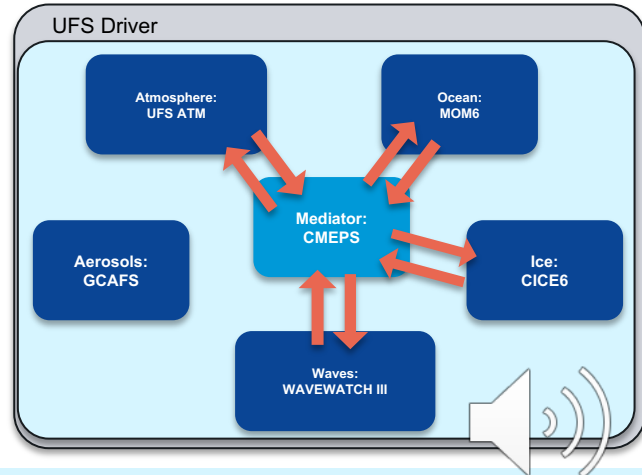 UFS Driver
Atmosphere:
UFS ATM
Ocean:
MOM6
Mediator:
CMEPS
Aerosols:
GCAFS
Ice:
CICE6
Waves:
WAVEWATCH III